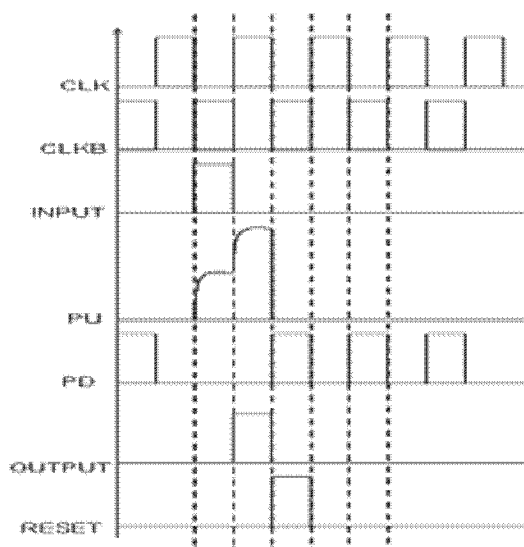 CLK
CLKB
INPUT
PU
PD
OUTPUT
RESET